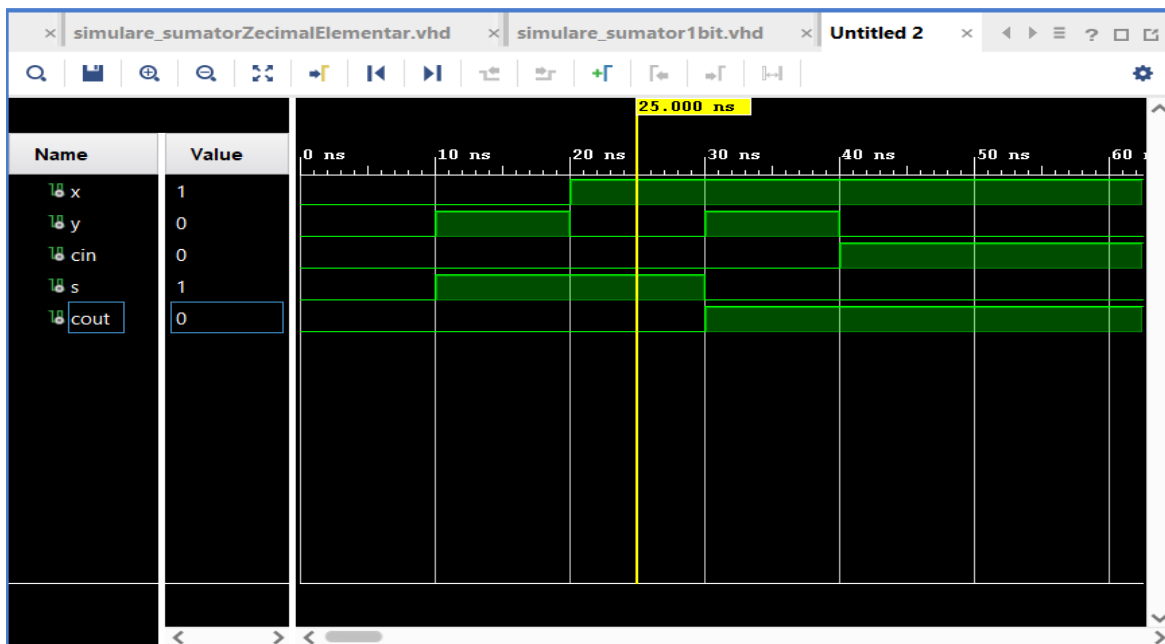 simulare_sumatorZecimalElementar.vhd × simulare_sumator1bit.vhd × Untitled 2 ×
25.000 ns
Name Value 0 ns 10 ns 20 ns 30 ns 40 ns 50 ns 60
x 1
y 0
cin 0
s 1
cout 0